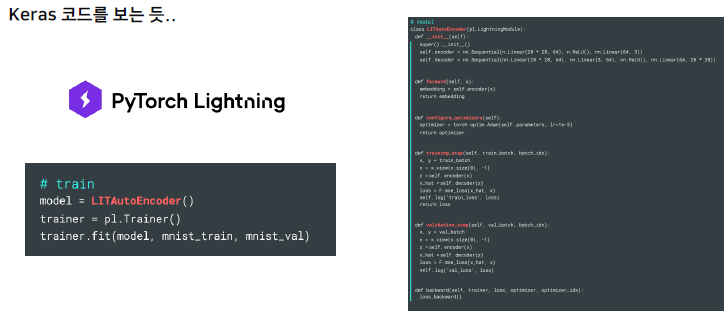 Keras 코드를 보는 듯..
PyTorch Lightning
# train
model = LITAutoEncoder()
trainer = pl.Trainer()
trainer.fit(model, mnist_train, mnist_val)
# model
class LITAutoEncoder(pl.LightningModule):
def __init__(self):
super().__init__()
self.encoder = nn.Sequential(n.Linear(28 * 28, 64), n.ReLU(), nn.Linear(64, 3))
self.decoder = nn.Sequential(nn.Linear(28 * 28, 64), nn.Linear(3, 64), nn.ReLU(), nn.Linear(64, 28 * 28))
def forward(self, x):
embedding = self.encoder(x)
return embedding
def configure_optimizers(self):
optimizer = torch.optim.Adam(self.parameters, lr=1e-3)
return optimizer
def training_step(self, train_batch, batch_idx):
x, y = train_batch
x = x.view(x.size(0), -1)
z = self.encoder(x)
x_hat = self.decoder(z)
loss = F.mse_loss(x_hat, x)
self.log('train_loss', loss)
return loss
def validation_step(self, val_batch, batch_idx):
x, y = val_batch
x = x.view(x.size(0), -1)
z = self.encoder(x)
x_hat = self.decoder(z)
loss = F.mse_loss(x_hat, x)
self.log('val_loss', loss)
def backward(self, trainer, loss, optimizer, optimizer_idx):
loss.backward()